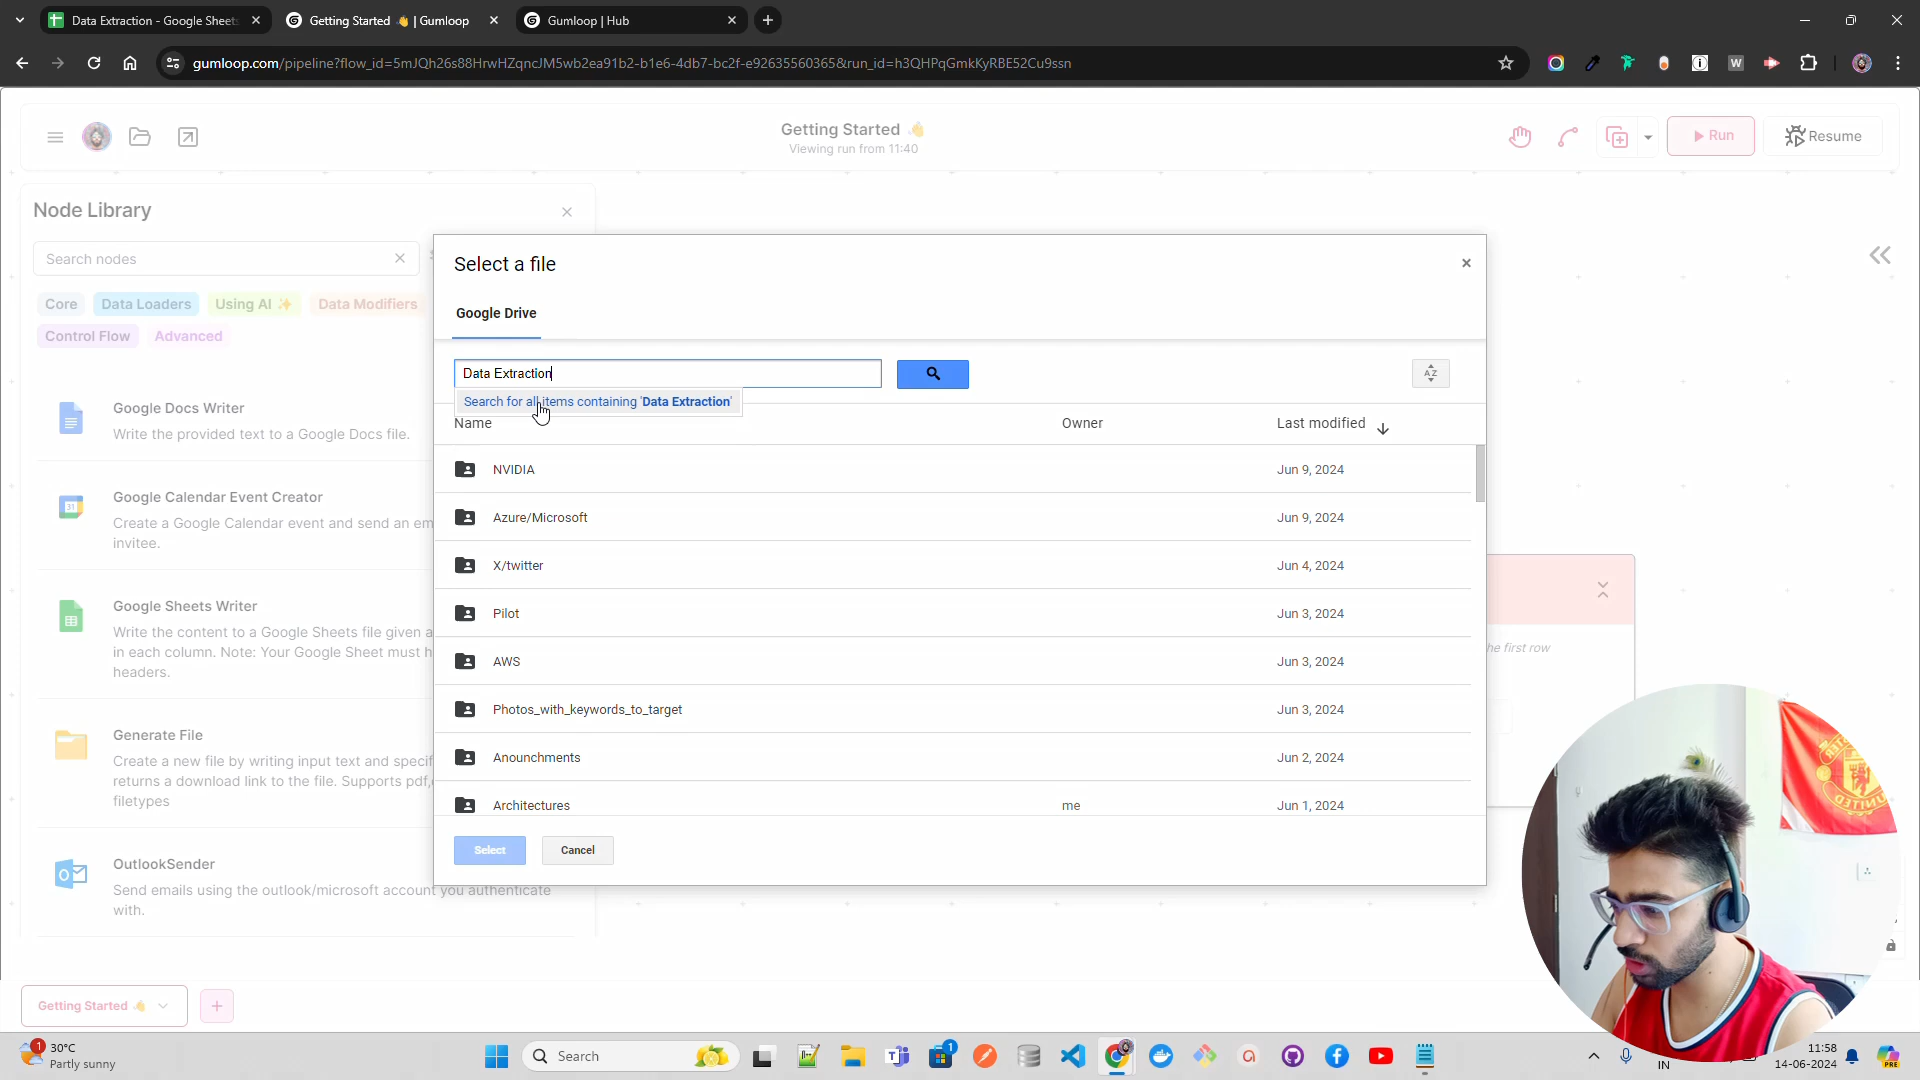 Data Extraction - Google Sheets
Getting Started 👋 | Gumloop
Gumloop | Hub
gumloop.com/pipeline?flow_id=5mJQh26s88HrwHZqncJM5wb2ea91b2-b1e6-4db7-bc2f-e92635560365&run_id=h3QHPqGmkKyRBE52Cu9ssn
Getting Started 👋
Viewing run from 11:40
Run
Resume
Node Library
Search nodes
Core
Data Loaders
Using AI ✨
Data Modifiers
Control Flow
Advanced
Google Docs Writer
Write the provided text to a Google Docs file.
Google Calendar Event Creator
Create a Google Calendar event and send an em
invitee.
Google Sheets Writer
Write the content to a Google Sheets file given a
in each column. Note: Your Google Sheet must h
headers.
Generate File
Create a new file by writing input text and specif
returns a download link to the file. Supports pdf,
filetypes
OutlookSender
Send emails using the outlook/microsoft account you authenticate
with.
Select a file
Google Drive
Data Extraction
Search for all items containing 'Data Extraction'
AZ
Name
Owner
Last modified
NVIDIA
Jun 9, 2024
Azure/Microsoft
Jun 9, 2024
X/twitter
Jun 4, 2024
Pilot
Jun 3, 2024
AWS
Jun 3, 2024
Photos_with_keywords_to_target
Jun 3, 2024
Anounchments
Jun 2, 2024
Architectures
me
Jun 1, 2024
Select
Cancel
he first row
Getting Started 👋
1
30°C
Partly sunny
Search
1
IN
11:58
14-06-2024
PRE